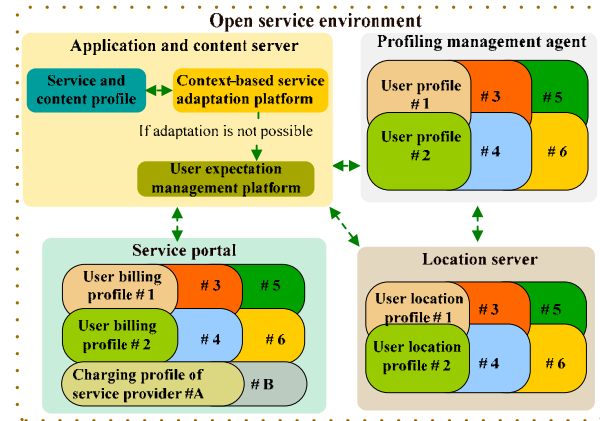 Open service environment
Application and content server
Service and
content profile
Context-based service
adaptation platform
If adaptation is not possible
User expectation
management platform
Profiling management agent
User profile
# 1
# 3
# 5
User profile
# 2
# 4
# 6
Service portal
User billing
profile # 1
# 3
# 5
User billing
profile # 2
# 4
# 6
Charging profile of
service provider #A
# B
Location server
User location
profile # 1
# 3
# 5
User location
profile # 2
# 4
# 6